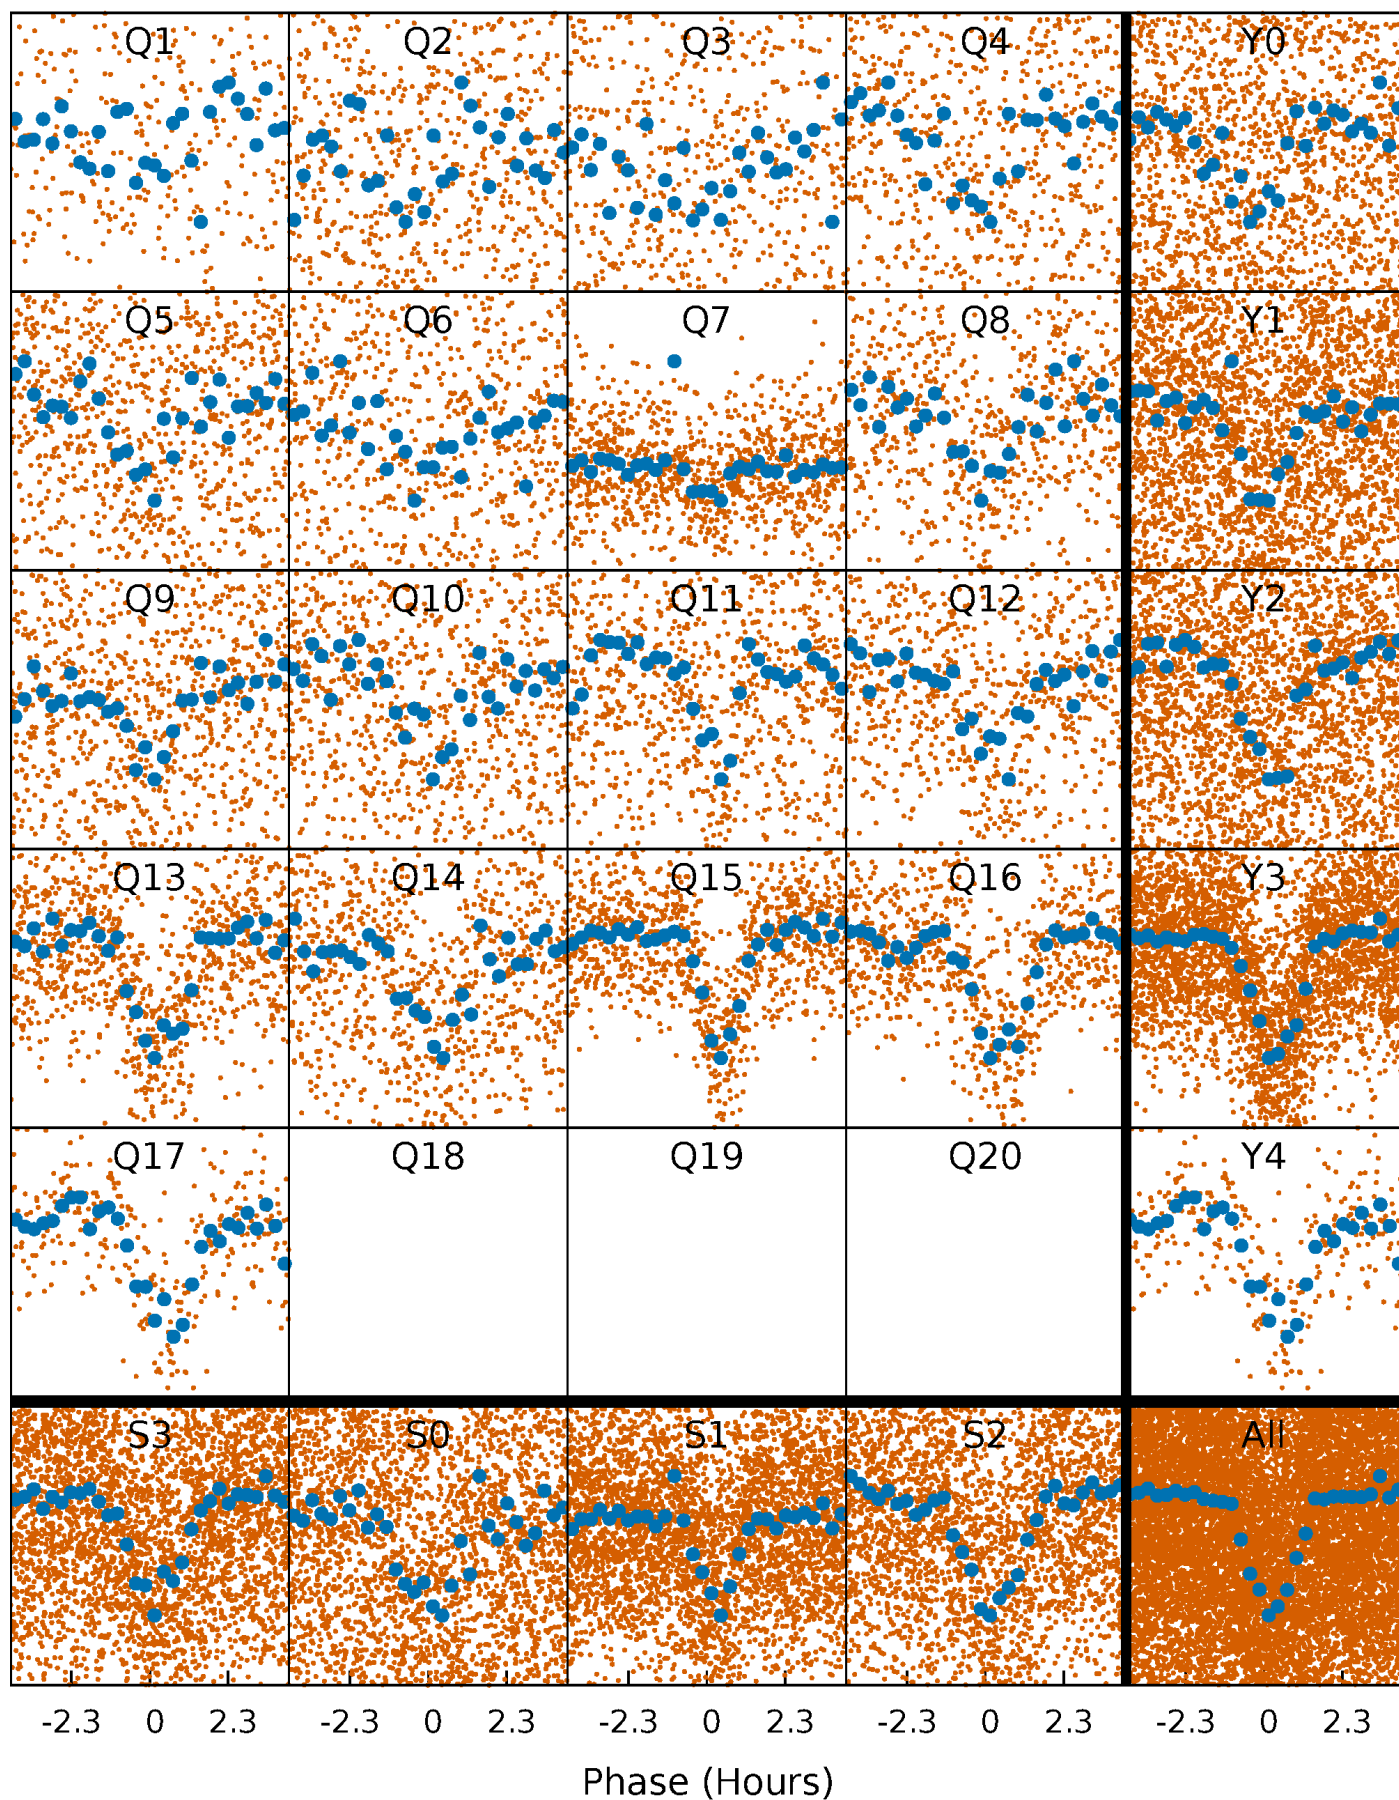 Q1 Q2 Q3 Q4 Y0
Q5 Q6 Q7 Q8 Y1
Q9 Q10 Q11 Q12 Y2
Q13 Q14 Q15 Q16 Y3
Q17 Q18 Q19 Q20 Y4
S3 S0 S1 S2 All
-2.3 0 2.3 -2.3 0 2.3 -2.3 0 2.3 -2.3 0 2.3 -2.3 0 2.3
Phase (Hours)